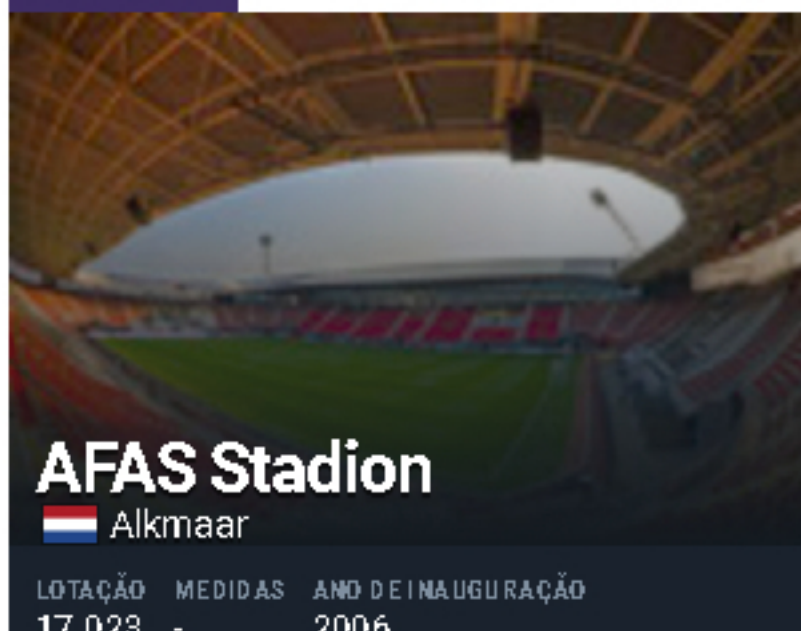 AFAS Stadion
Alkmaar
LOTAÇÃO MEDIDAS ANO DE INAUGURAÇÃO
17 023 - 2006